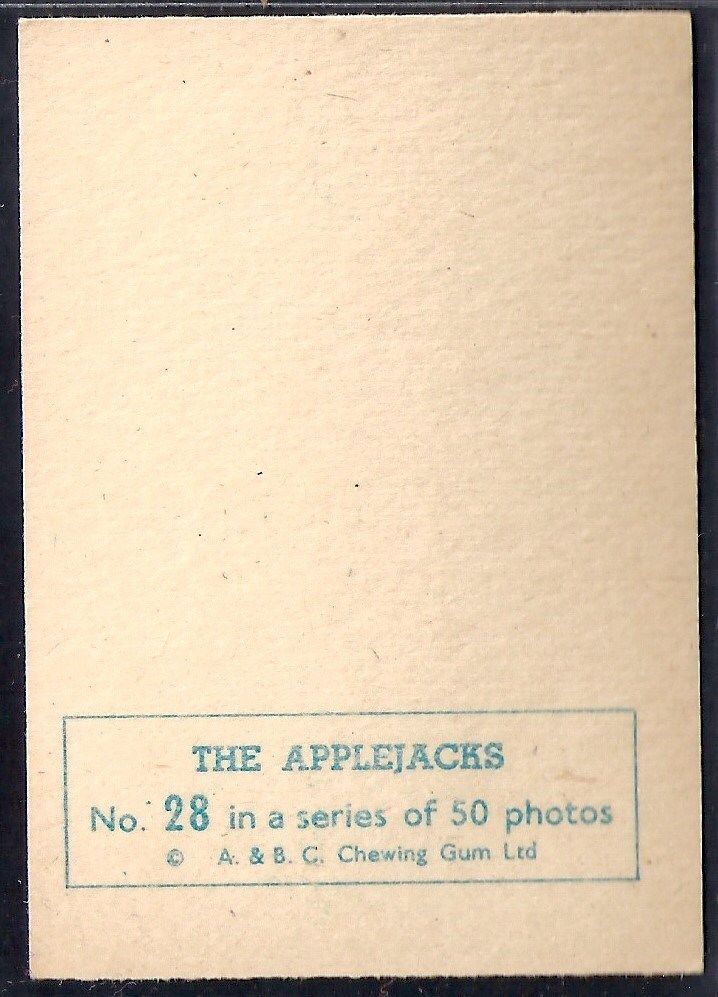 THE APPLEJACKS
No. 28 in a series of 50 photos
© A. & B. C. Chewing Gum Ltd